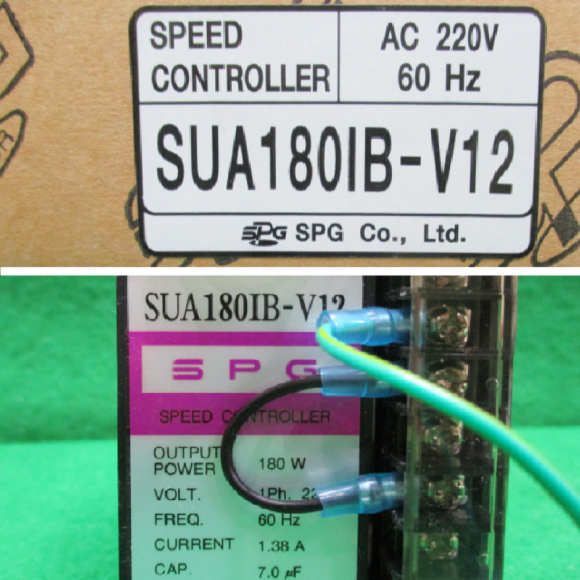 SPEED CONTROLLER
AC 220V 60 Hz
SUA180IB-V12
SPG SPG Co., Ltd.
SUA180IB-V12
SPG
SPEED CONTROLLER
OUTPUT POWER 180 W
VOLT. 1Ph.
FREQ. 60 Hz
CURRENT 1.38 A
CAP. 7.0 μF